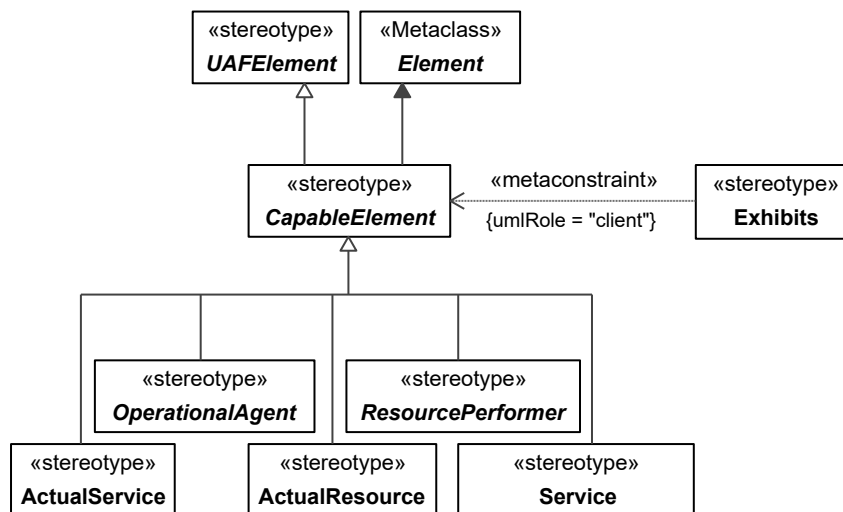 «stereotype»
UAFElement
«Metaclass»
Element
«stereotype»
CapableElement
«metaconstraint»
{umlRole = "client"}
«stereotype»
Exhibits
«stereotype»
OperationalAgent
«stereotype»
ResourcePerformer
«stereotype»
ActualService
«stereotype»
ActualResource
«stereotype»
Service